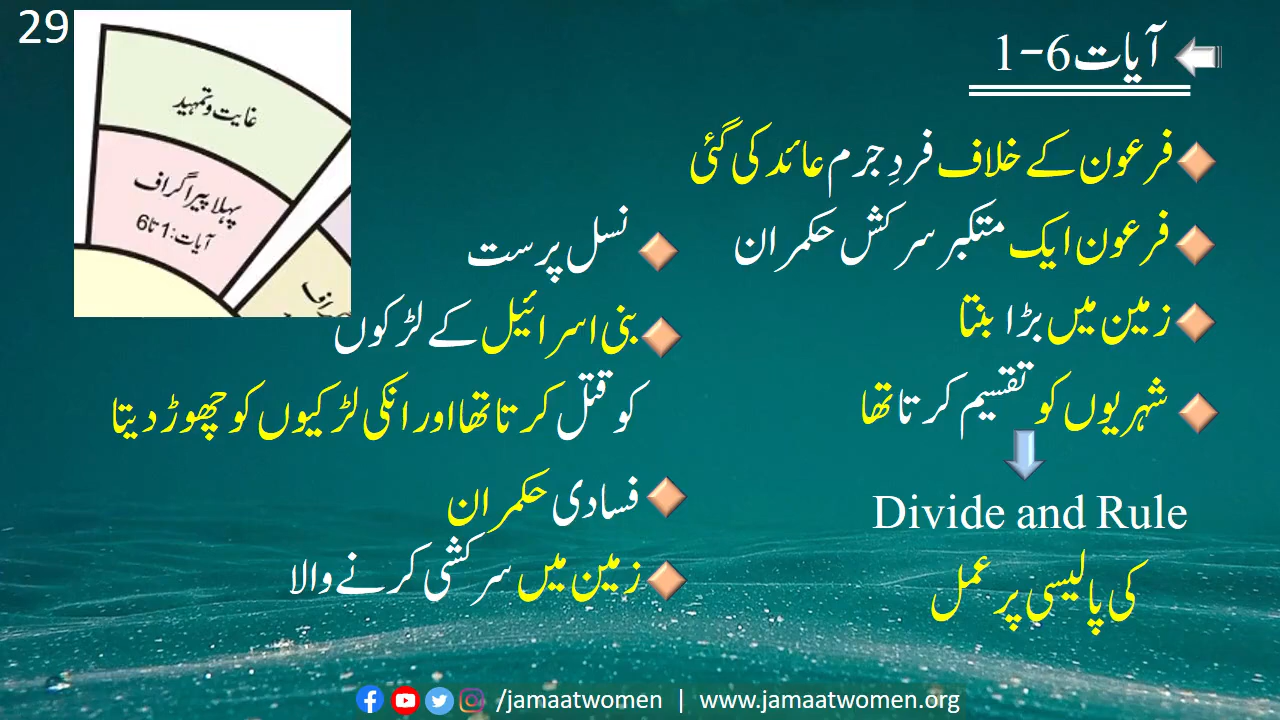 29
آیات 6-1
غایت و تمہید
پہلا پیراگراف
آیات: 1 تا 6
فرعون کے خلاف فردِ جرم عائد کی گئی
فرعون ایک متکبر سرکش حکمران
زمین میں بڑا بنتا
شہریوں کو تقسیم کرتا تھا
Divide and Rule
کی پالیسی پر عمل
نسل پرست
بنی اسرائیل کے لڑکوں
کو قتل کرتا تھا اور انکی لڑکیوں کو چھوڑ دیتا
فسادی حکمران
زمین میں سرکشی کرنے والا
/jamaatwomen | www.jamaatwomen.org